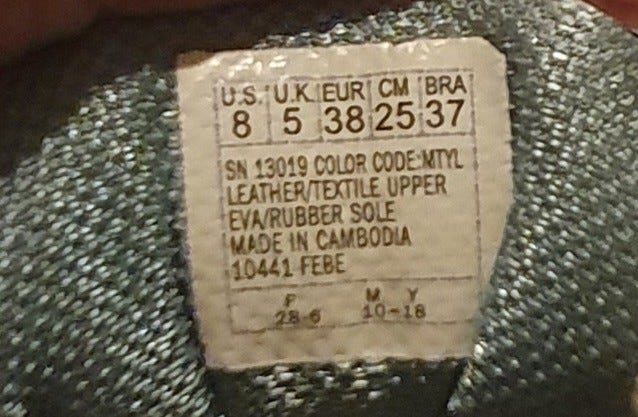 U.S. U.K. EUR CM BRA
8 5 38 25 37
SN 13019 COLOR CODE:MTYL
LEATHER/TEXTILE UPPER
EVA/RUBBER SOLE
MADE IN CAMBODIA
10441 FEBE
F M Y
28-6 10-18